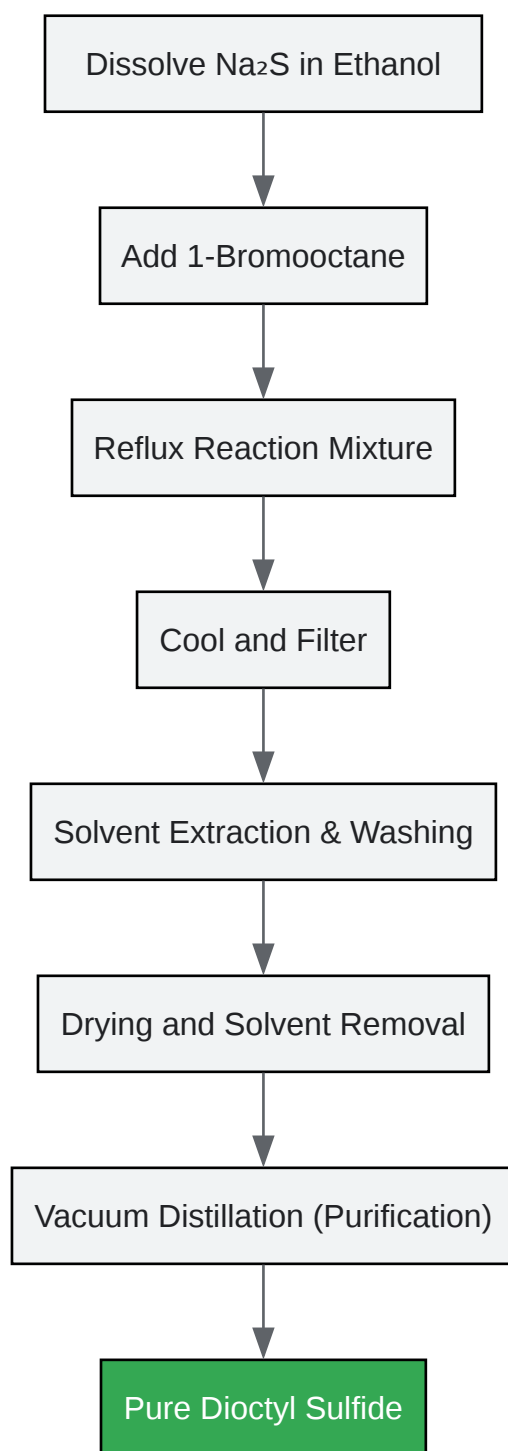 Dissolve Na₂S in Ethanol
Add 1-Bromooctane
Reflux Reaction Mixture
Cool and Filter
Solvent Extraction & Washing
Drying and Solvent Removal
Vacuum Distillation (Purification)
Pure Dioctyl Sulfide